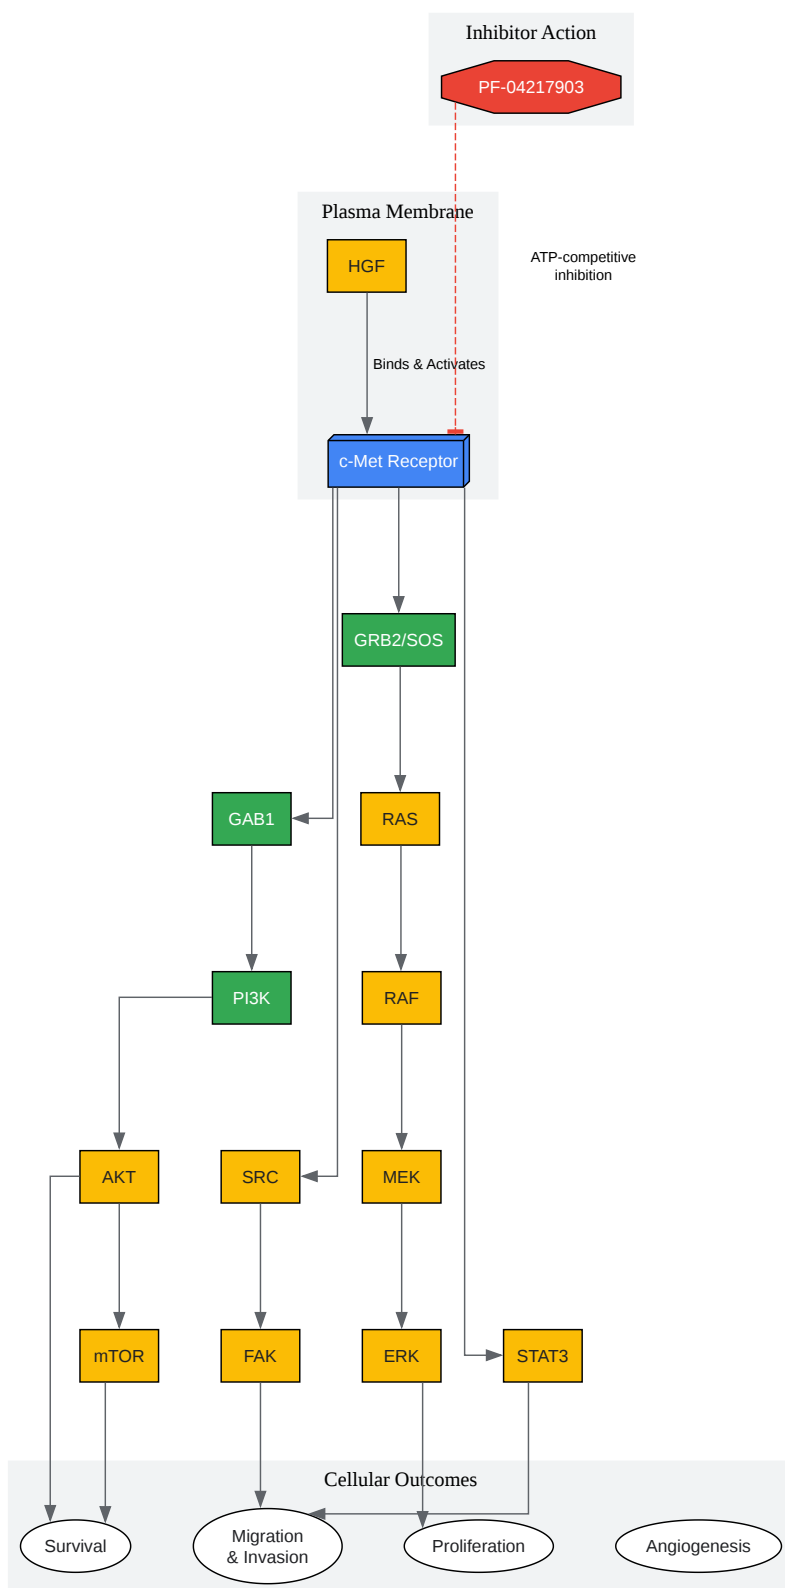 Inhibitor Action
PF-04217903
Plasma Membrane
HGF
ATP-competitive
inhibition
Binds & Activates
c-Met Receptor
GRB2/SOS
GAB1
RAS
PI3K
RAF
AKT
SRC
MEK
mTOR
FAK
ERK
STAT3
Cellular Outcomes
Survival
Migration
& Invasion
Proliferation
Angiogenesis